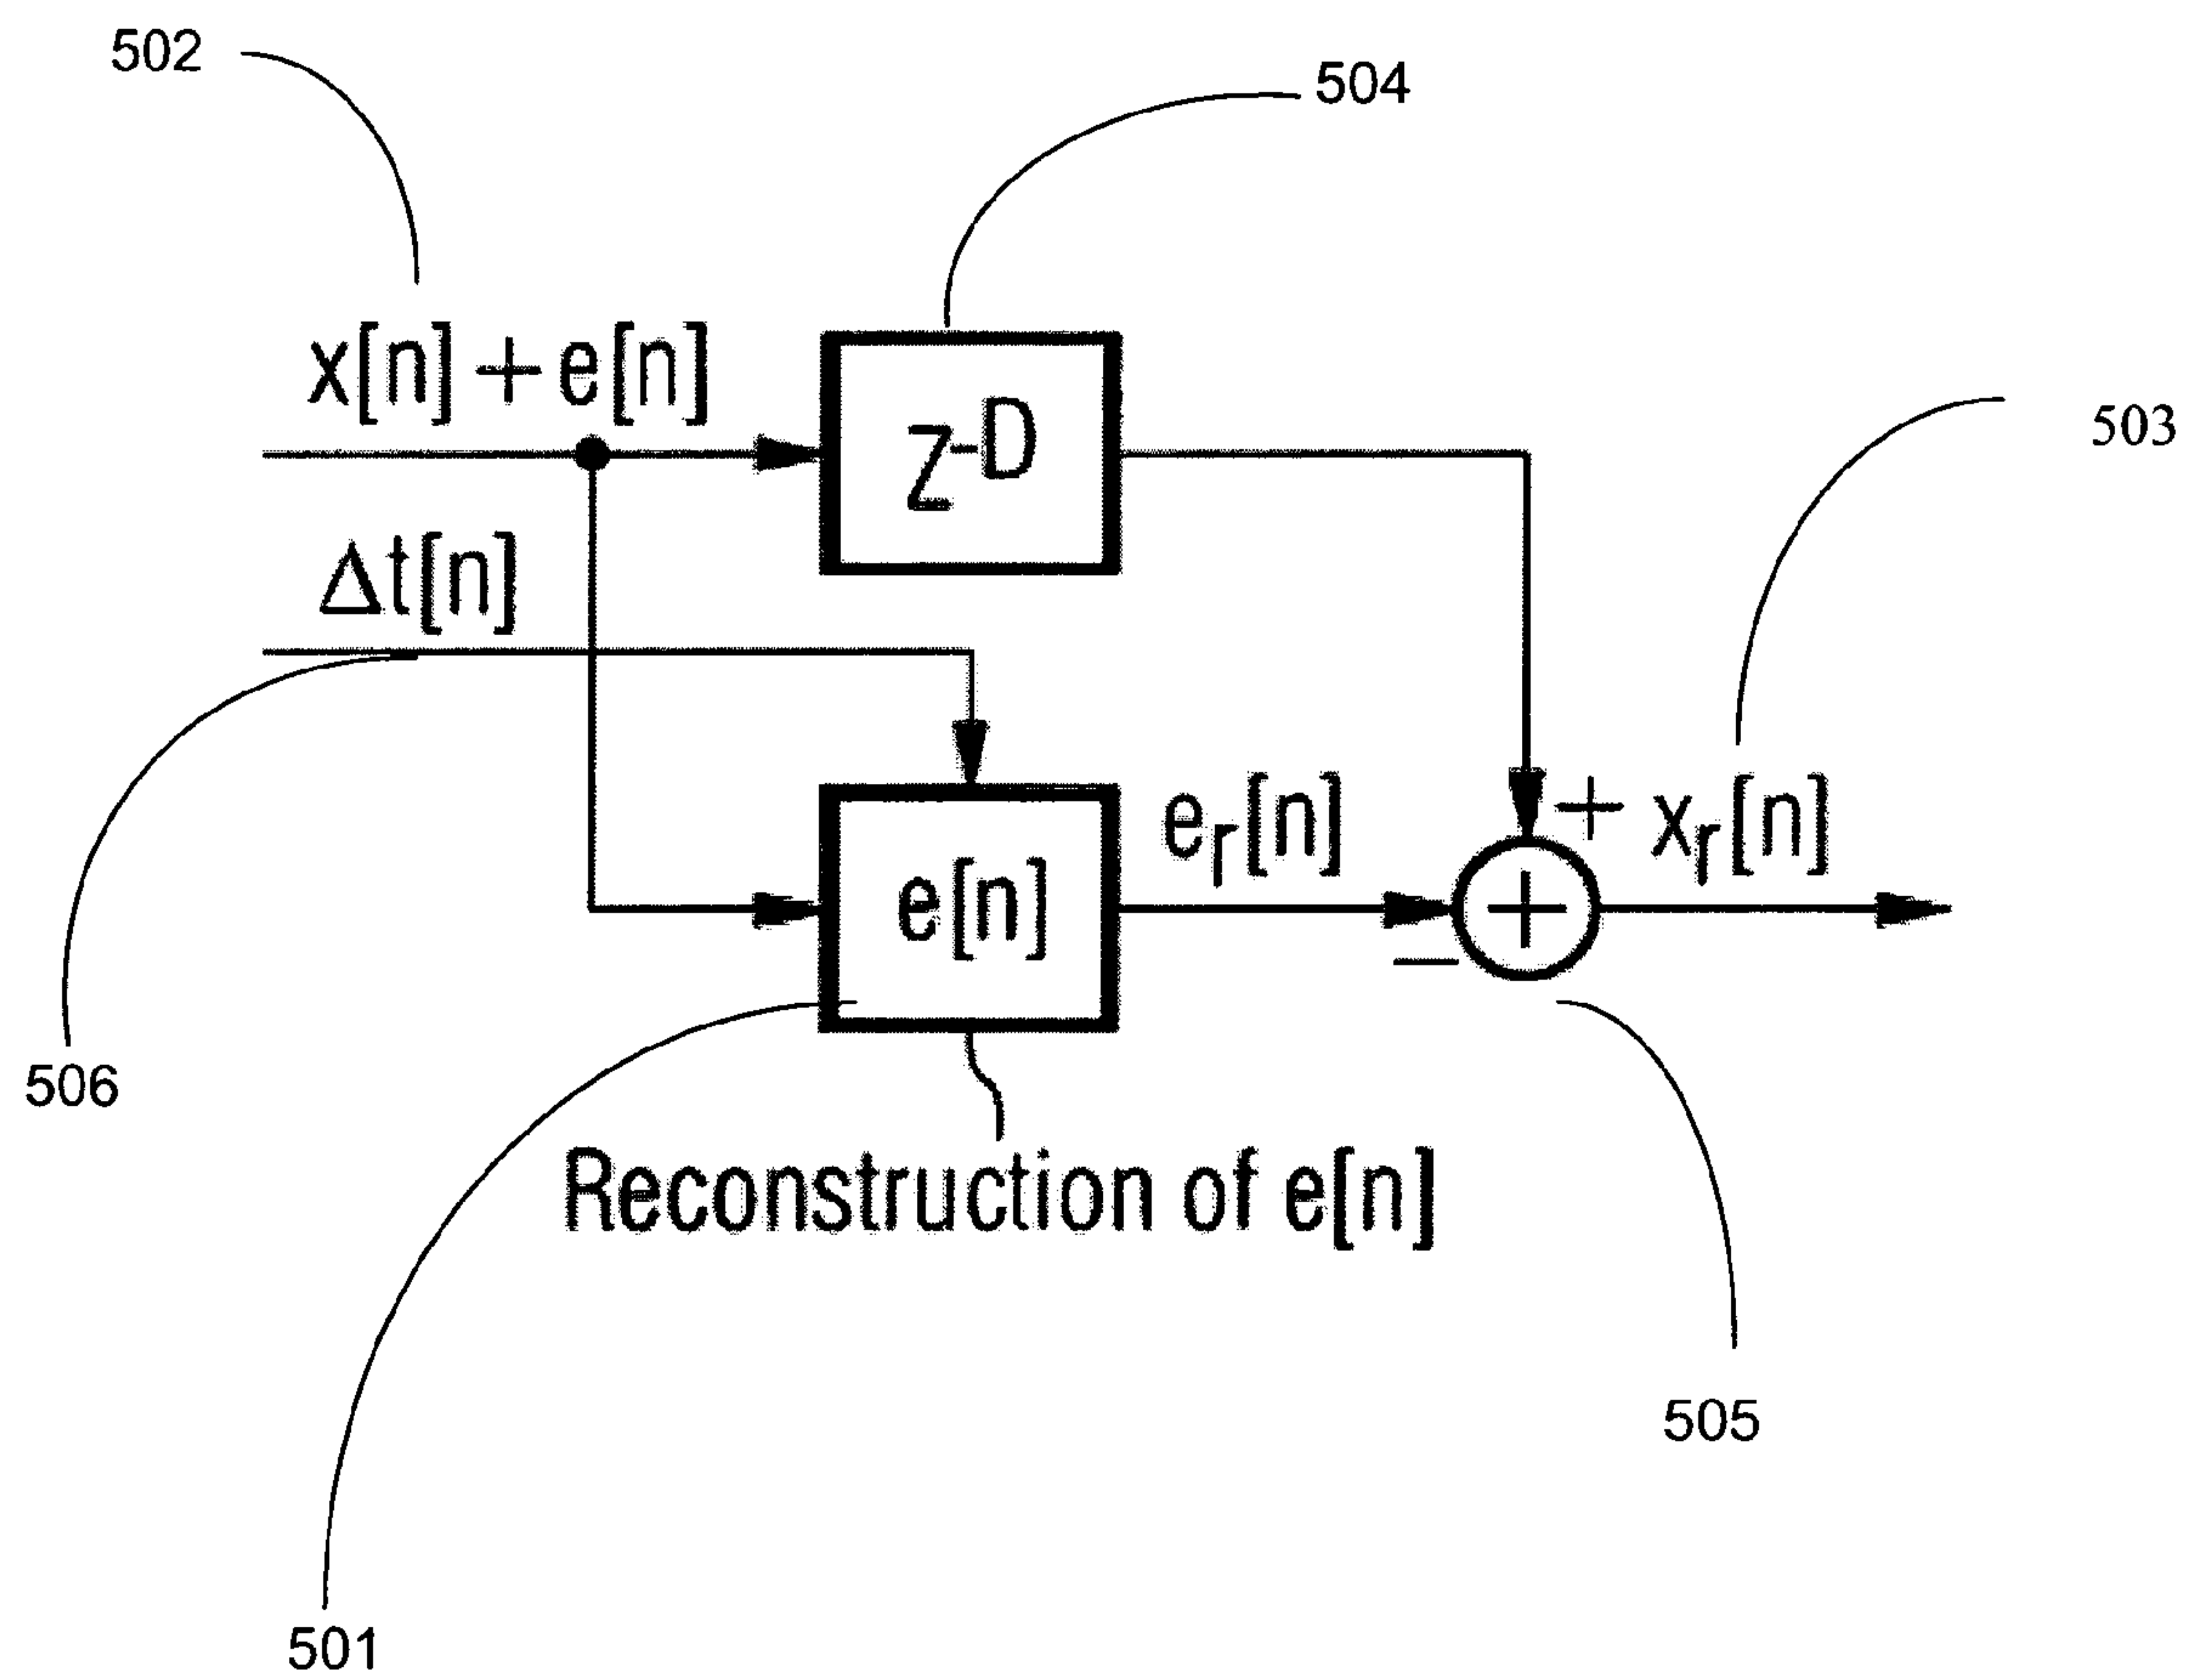 502
504
x[n] + e[n]
503
Z-D
Δt[n]
+ xr[n]
er[n]
e[n]
+
−
506
Reconstruction of e[n]
505
501